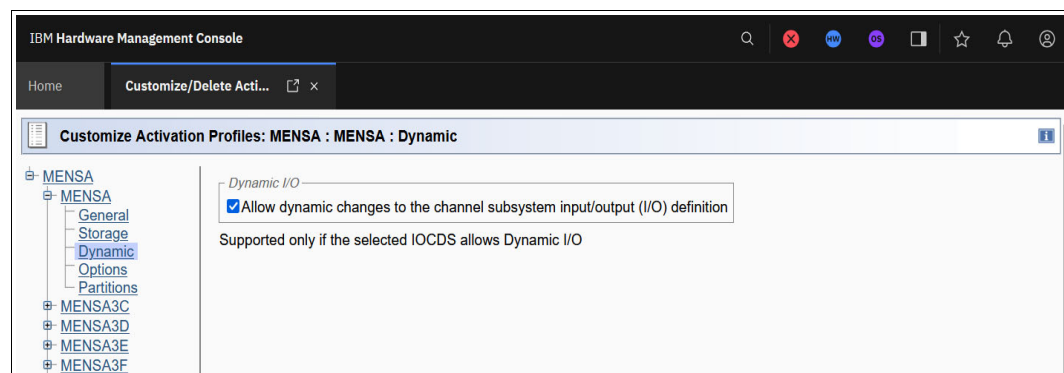 IBM Hardware Management Console
HW
OS
Home
Customize/Delete Acti...
Customize Activation Profiles: MENSA : MENSA : Dynamic
i
MENSA
MENSA
General
Storage
Dynamic
Options
Partitions
MENSA3C
MENSA3D
MENSA3E
MENSA3F
Dynamic I/O
Allow dynamic changes to the channel subsystem input/output (I/O) definition
Supported only if the selected IOCDS allows Dynamic I/O